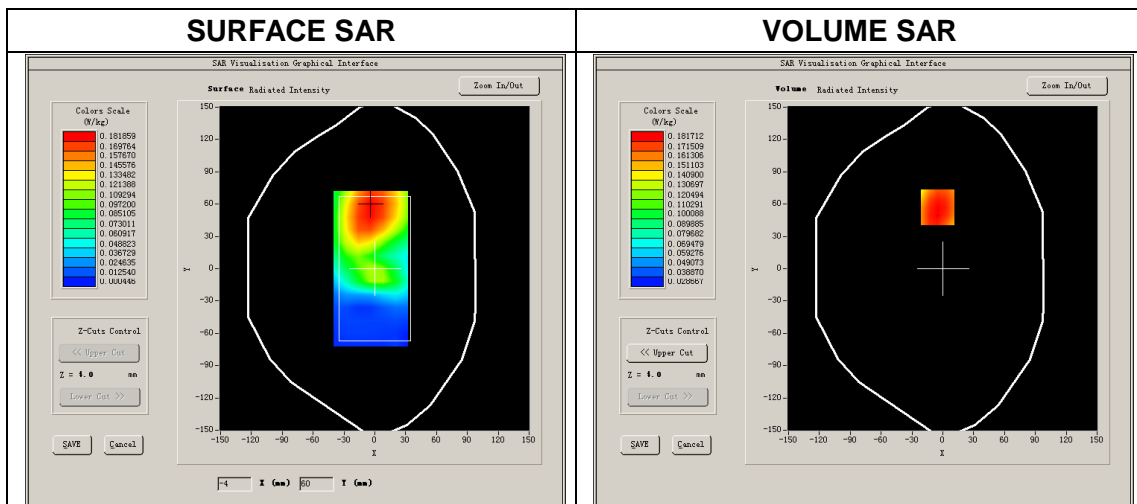 SURFACE SAR
VOLUME SAR
SAR Visualisation Graphical Interface
Surface Radiated Intensity
Zoom In/Out
Colors Scale
(W/kg)
0.181859
0.169764
0.157670
0.145576
0.133482
0.121388
0.109294
0.097200
0.085105
0.073011
0.060917
0.048823
0.036729
0.024635
0.012540
0.000446
Z-Cuts Control
<< Upper Cut
Z = 4.0 mm
Lower Cut >>
SAVE
Cancel
150
120
90
60
30
0
-30
-60
-90
-120
-150
Y
-150 -120 -90 -60 -30 0 30 60 90 120 150
X
-4 X (mm) 60 Y (mm)
SAR Visualisation Graphical Interface
Volume Radiated Intensity
Zoom In/Out
Colors Scale
(W/kg)
0.181712
0.171509
0.161306
0.151103
0.140900
0.130697
0.120494
0.110291
0.100088
0.089885
0.079682
0.069479
0.059276
0.049073
0.038870
0.028667
Z-Cuts Control
<< Upper Cut
Z = 4.0 mm
Lower Cut >>
SAVE
Cancel
150
120
90
60
30
0
-30
-60
-90
-120
-150
Y
-150 -120 -90 -60 -30 0 30 60 90 120 150
X